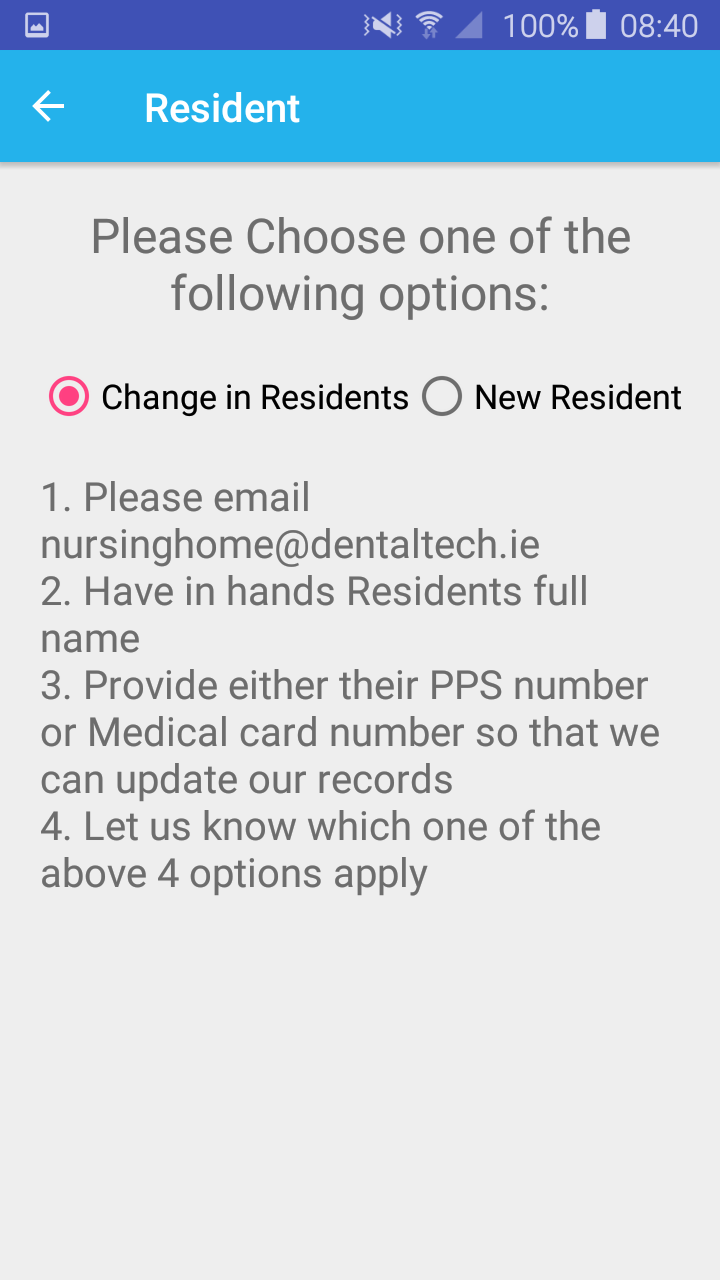 100% 08:40
Resident
Please Choose one of the
following options:
Change in Residents New Resident
1. Please email
nursinghome@dentaltech.ie
2. Have in hands Residents full
name
3. Provide either their PPS number
or Medical card number so that we
can update our records
4. Let us know which one of the
above 4 options apply